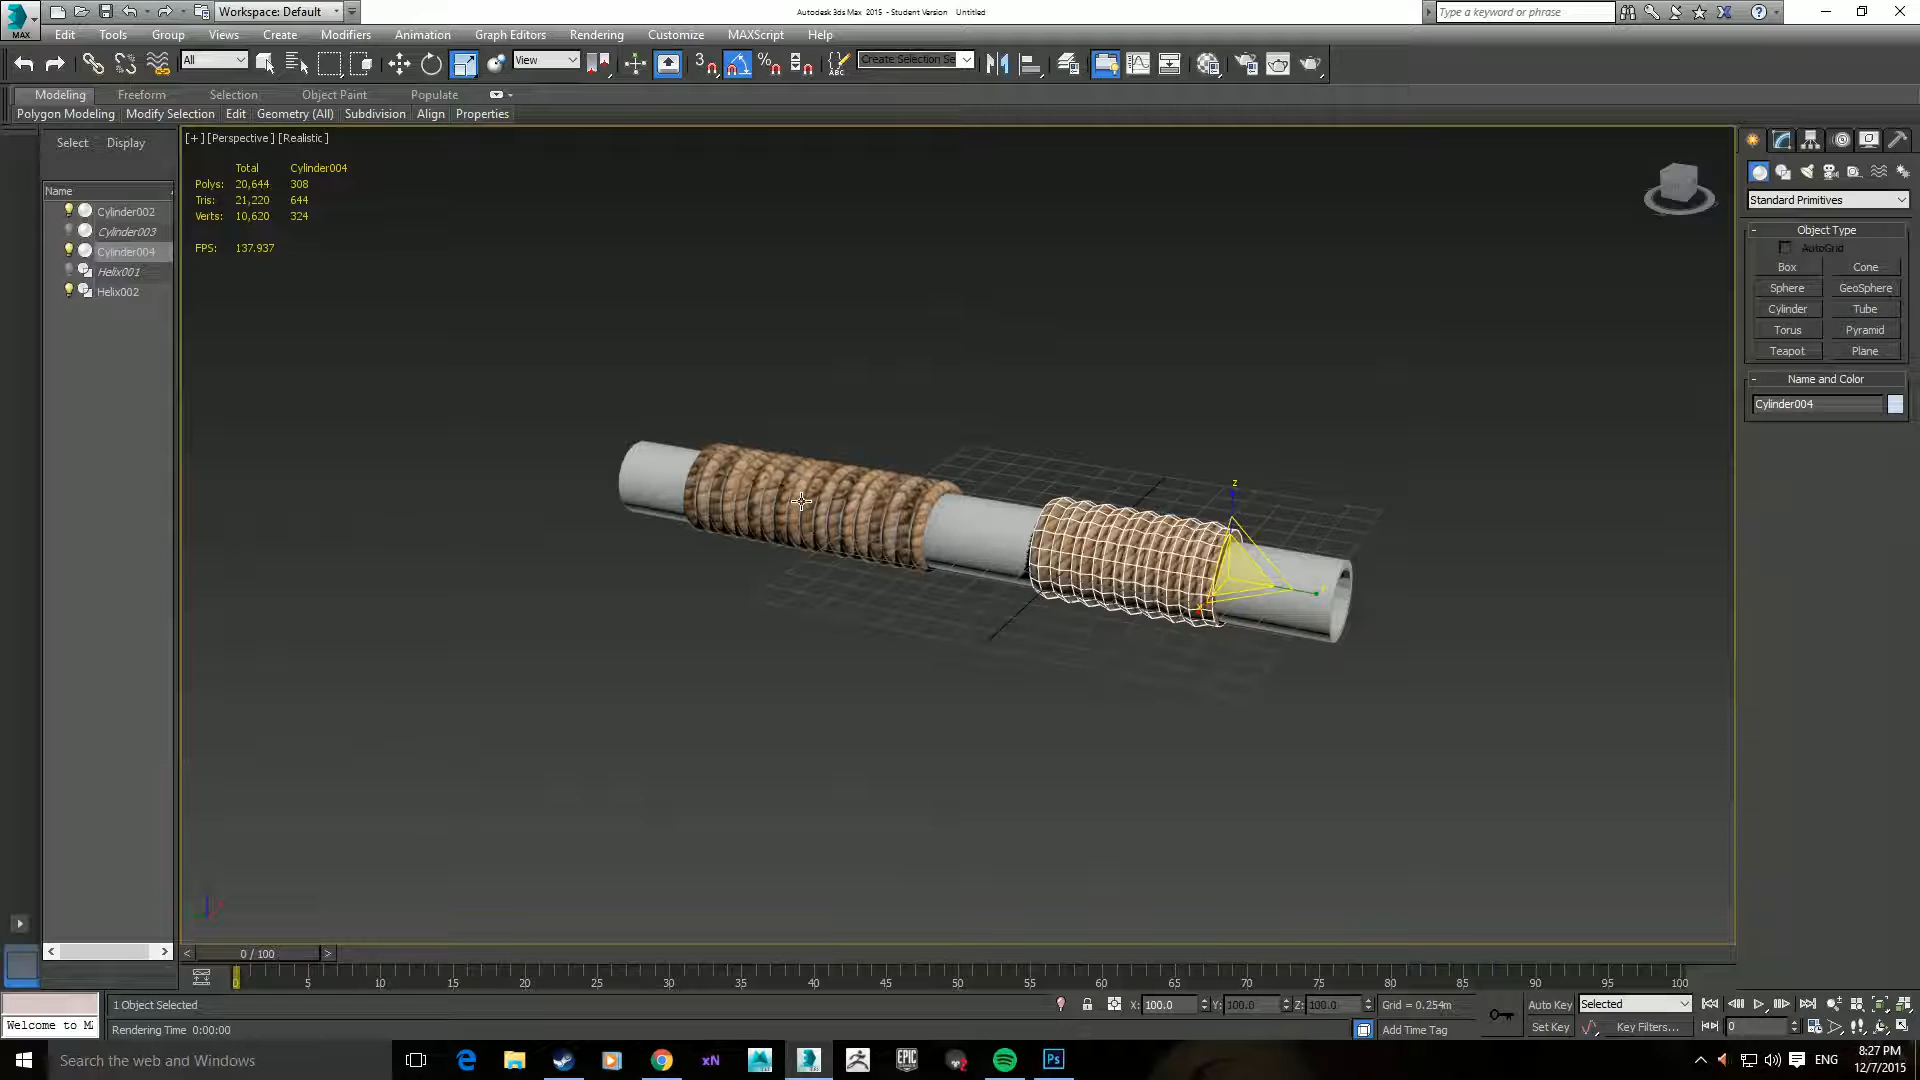 Workspace: Default
Autodesk 3ds Max 2015 - Student Version Untitled
Type a keyword or phrase
MAX
Edit Tools Group Views Create Modifiers Animation Graph Editors Rendering Customize MAXScript Help
All
View
Create Selection Se
Modeling Freeform Selection Object Paint Populate
Polygon Modeling Modify Selection Edit Geometry (All) Subdivision Align Properties
Select Display
Name
Cylinder002
Cylinder003
Cylinder004
Helix001
Helix002
[+] [Perspective] [Realistic]
Total Cylinder004
Polys: 20,644 308
Tris: 21,220 644
Verts: 10,620 324
FPS: 137.937
z
Standard Primitives
- Object Type
AutoGrid
Box Cone
Sphere GeoSphere
Cylinder Tube
Torus Pyramid
Teapot Plane
- Name and Color
Cylinder004
< 0 / 100 >
0 5 10 15 20 25 30 35 40 45 50 55 60 65 70 75 80 85 90 95 100
1 Object Selected
X: 100.0 Y: 100.0 Z: 100.0 Grid = 0.254m
Auto Key Selected
Welcome to M
Rendering Time 0:00:00
Add Time Tag
Set Key Key Filters...
0
Search the web and Windows
xN
EPIC
Ps
ENG
8:27 PM
12/7/2015